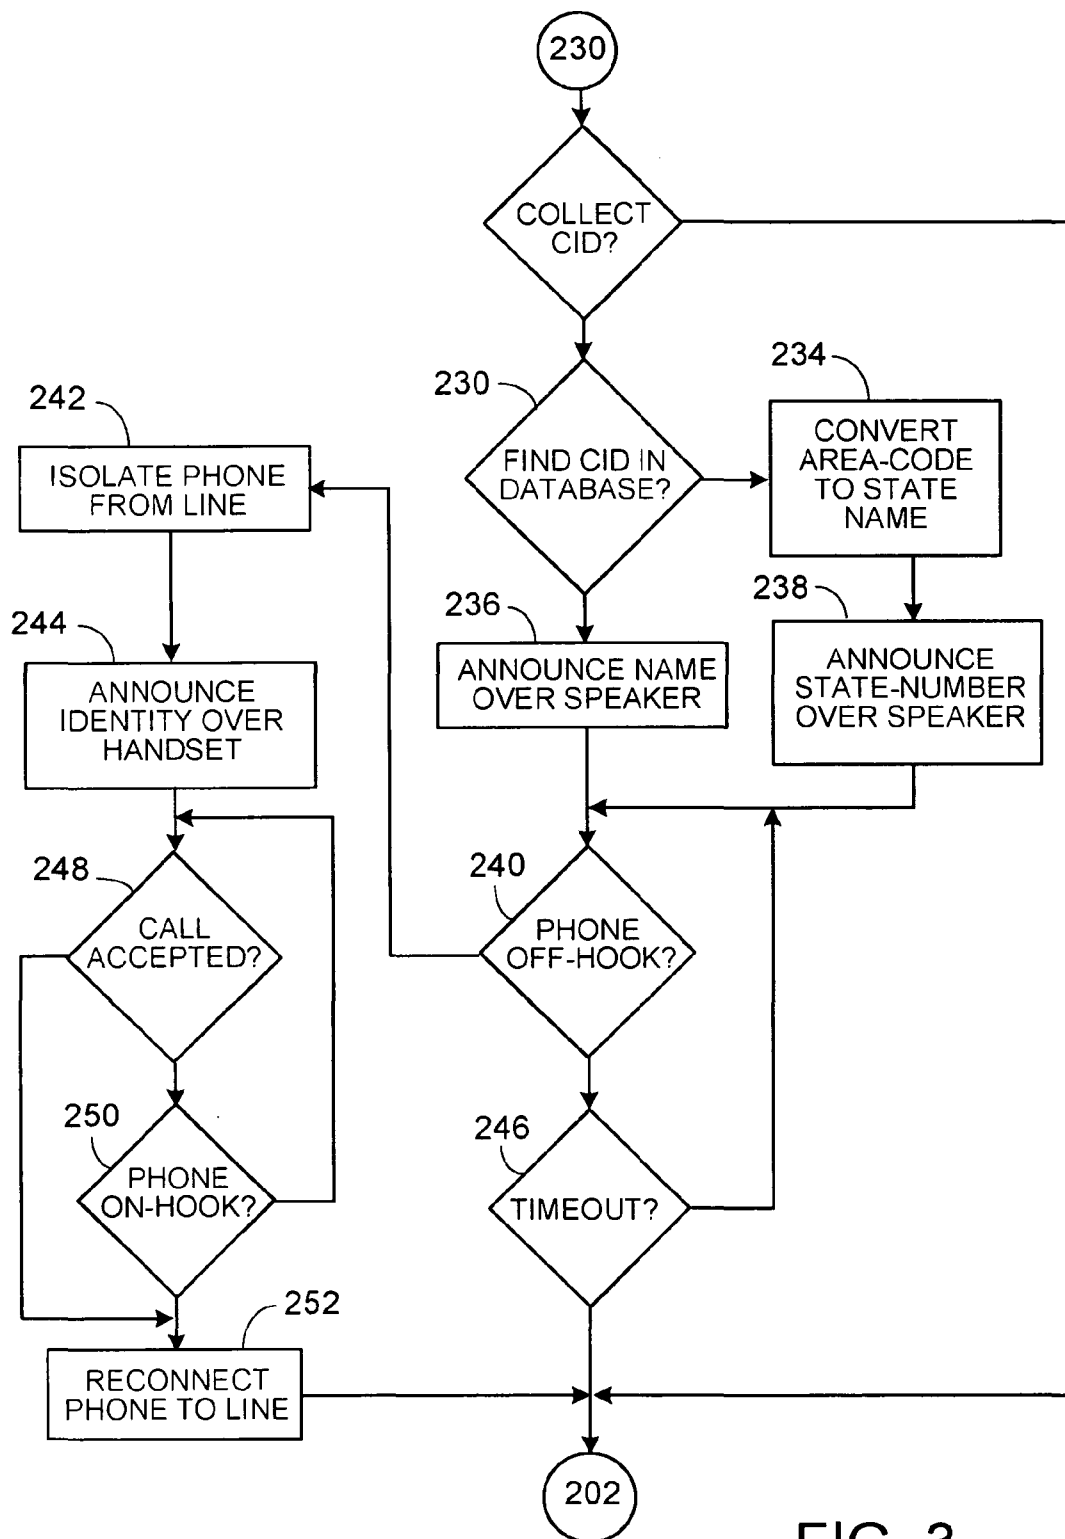 230
COLLECT
CID?
230
FIND CID IN
DATABASE?
234
CONVERT
AREA-CODE
TO STATE
NAME
236
ANNOUNCE NAME
OVER SPEAKER
238
ANNOUNCE
STATE-NUMBER
OVER SPEAKER
240
PHONE
OFF-HOOK?
242
ISOLATE PHONE
FROM LINE
244
ANNOUNCE
IDENTITY OVER
HANDSET
248
CALL
ACCEPTED?
250
PHONE
ON-HOOK?
246
TIMEOUT?
252
RECONNECT
PHONE TO LINE
202
FIG. 3